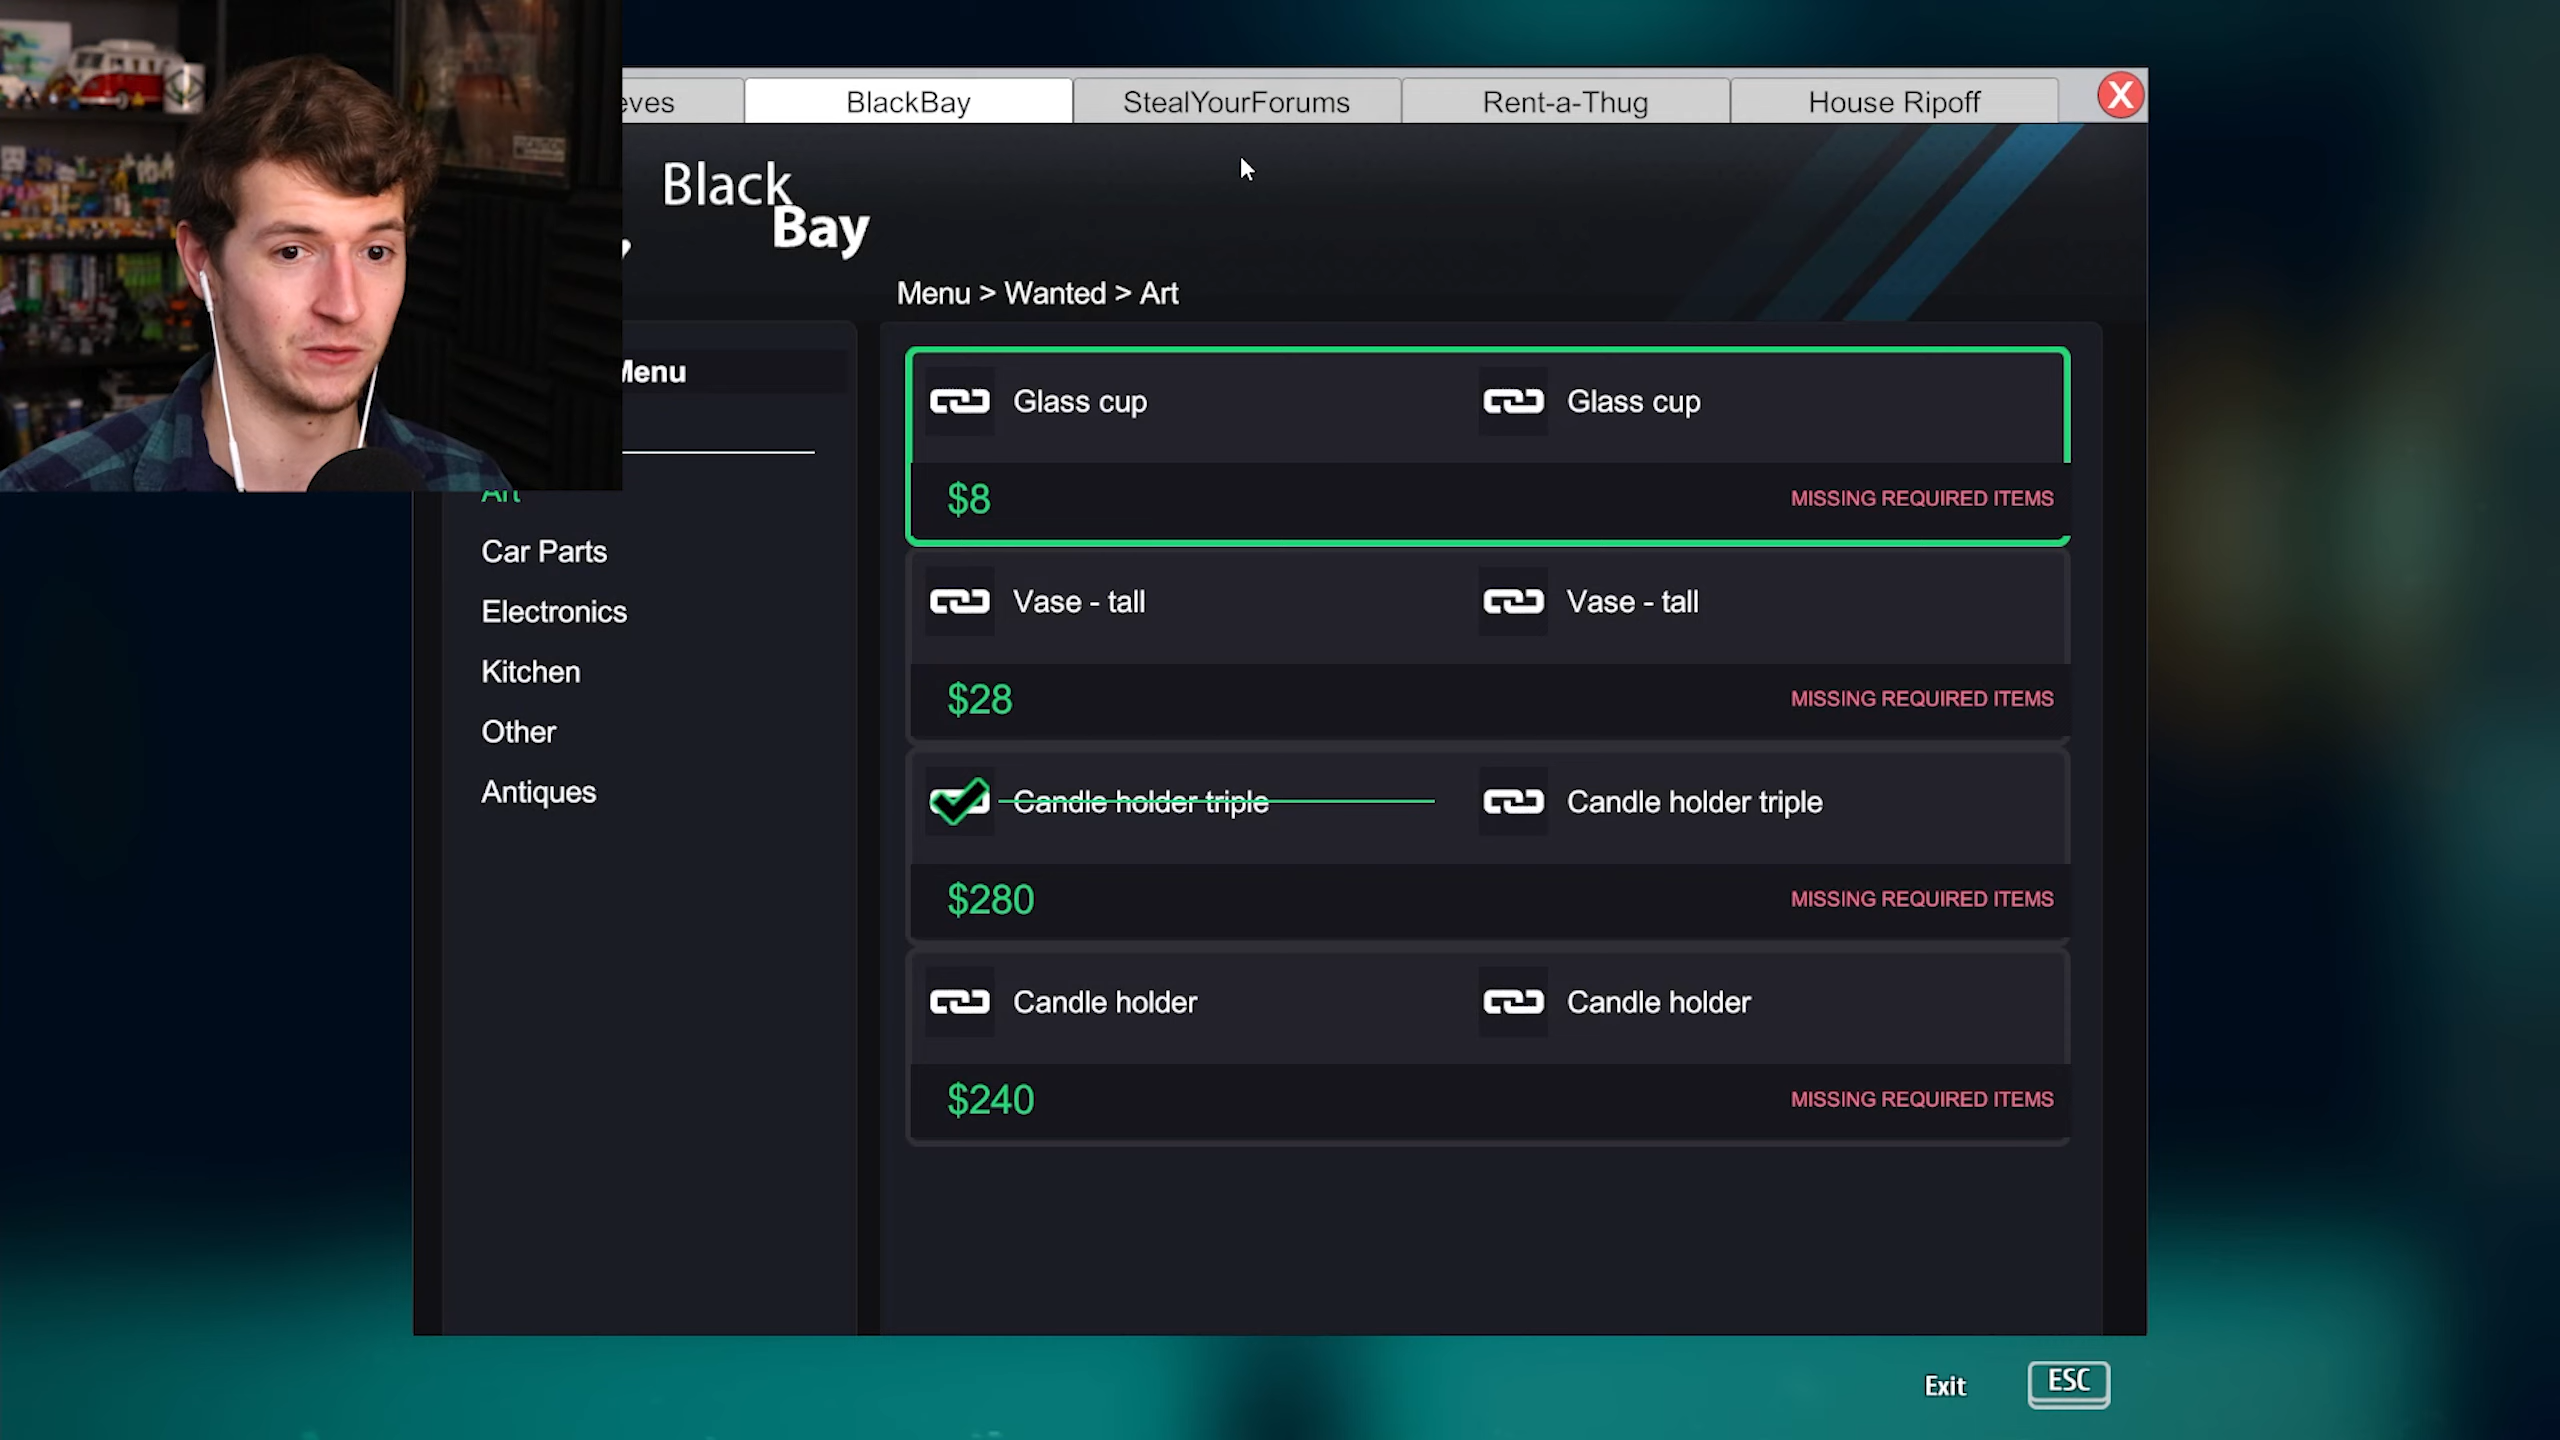 eves
BlackBay
StealYourForums
Rent-a-Thug
House Ripoff
X
Black
Bay
Menu > Wanted > Art
Menu
Art
Car Parts
Electronics
Kitchen
Other
Antiques
Glass cup
Glass cup
$8
MISSING REQUIRED ITEMS
Vase - tall
Vase - tall
$28
MISSING REQUIRED ITEMS
Candle holder triple
Candle holder triple
$280
MISSING REQUIRED ITEMS
Candle holder
Candle holder
$240
MISSING REQUIRED ITEMS
Exit
ESC
CAUTION